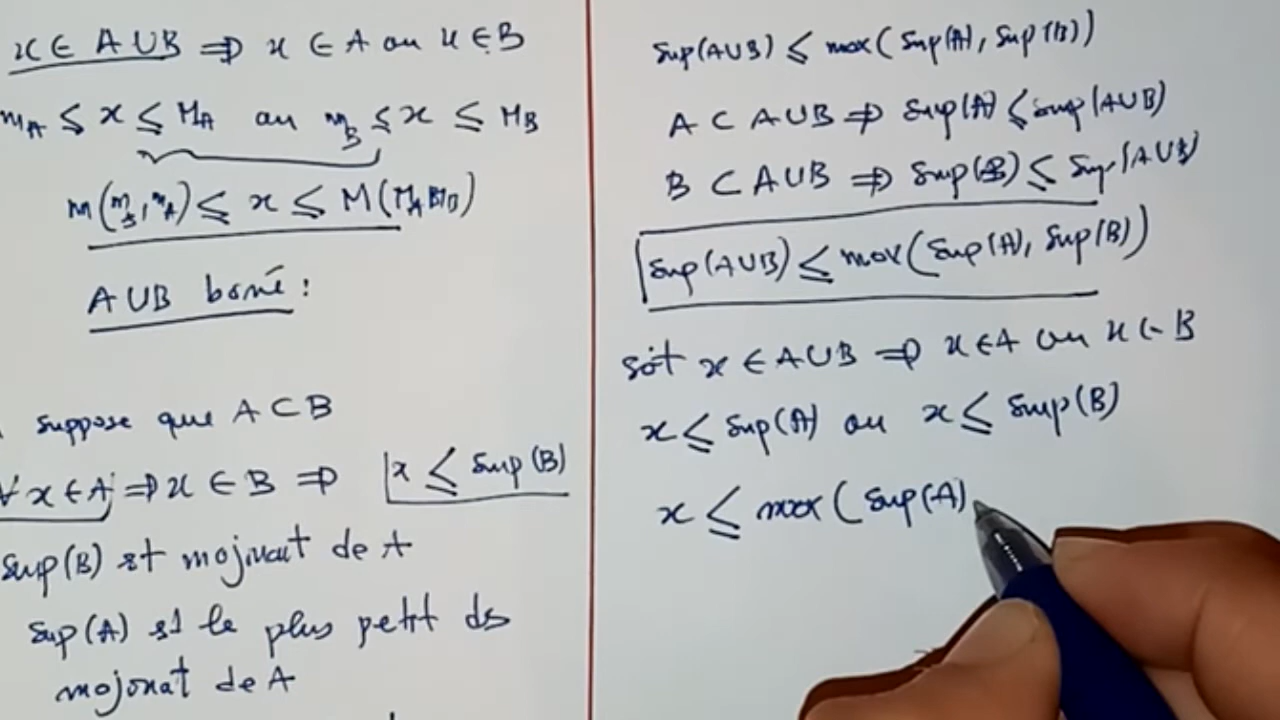 x ∈ A ∪ B ⇒ x ∈ A ou x ∈ B
m_A ≤ x ≤ M_A ou m_B ≤ x ≤ M_B
m(m_B, m_A) ≤ x ≤ M(M_A, M_B)
A ∪ B borné :
suppose que A ⊂ B
∀ x ∈ A ⇒ x ∈ B ⇒ x ≤ Sup(B)
Sup(B) est majorant de A
Sup(A) est le plus petit ds
majorant de A
Sup(A∪B) ≤ max(Sup(A), Sup(B))
A ⊂ A∪B ⇒ Sup(A) ≤ Sup(A∪B)
B ⊂ A∪B ⇒ Sup(B) ≤ Sup(A∪B)
Sup(A∪B) ≤ max(Sup(A), Sup(B))
soit x ∈ A∪B ⇒ x ∈ A ou x ∈ B
x ≤ Sup(A) ou x ≤ Sup(B)
x ≤ max(Sup(A),